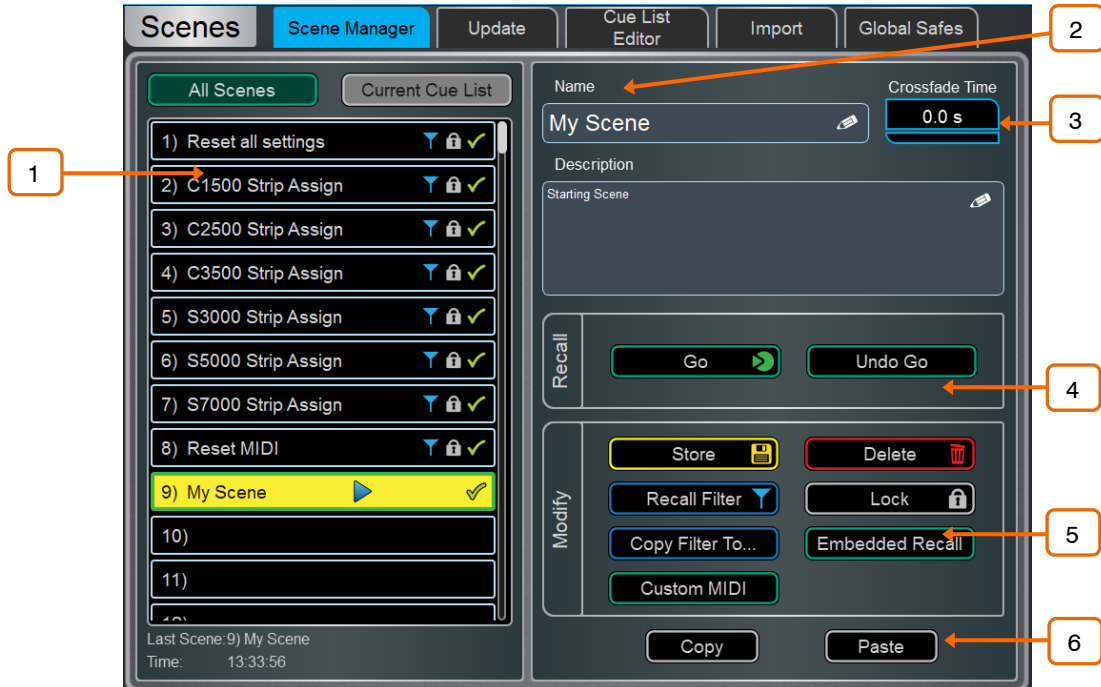 Scenes
Scene Manager
Update
Cue List
Editor
Import
Global Safes
All Scenes
Current Cue List
1) Reset all settings
2) C1500 Strip Assign
3) C2500 Strip Assign
4) C3500 Strip Assign
5) S3000 Strip Assign
6) S5000 Strip Assign
7) S7000 Strip Assign
8) Reset MIDI
9) My Scene
10)
11)
Last Scene:9) My Scene
Time: 13:33:56
Name
Crossfade Time
My Scene
0.0 s
Description
Starting Scene
Recall
Go
Undo Go
Modify
Store
Delete
Recall Filter
Lock
Copy Filter To...
Embedded Recall
Custom MIDI
Copy
Paste
1
2
3
4
5
6